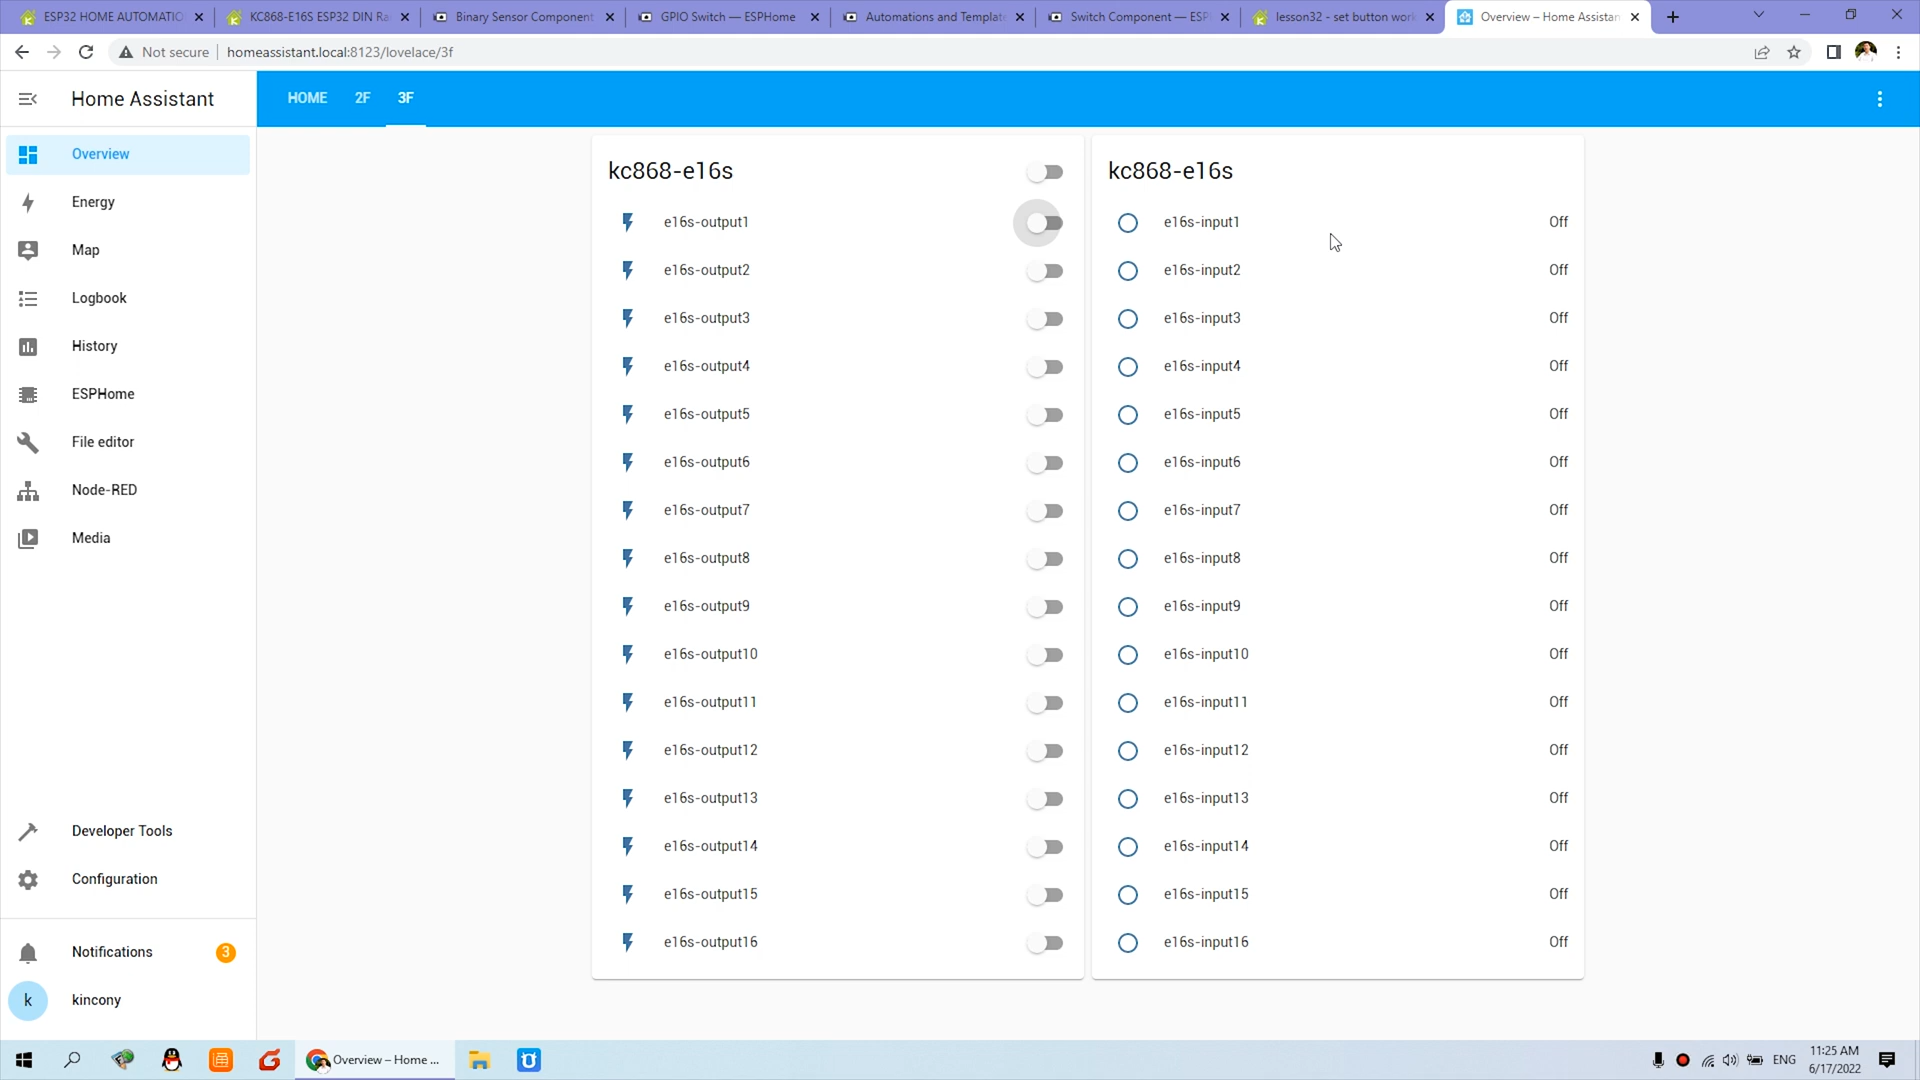 ESP32 HOME AUTOMATIO
KC868-E16S ESP32 DIN Ra
Binary Sensor Component
GPIO Switch — ESPHome
Automations and Templat
Switch Component — ESP
lesson32 - set button work
Overview – Home Assistan
Not secure
homeassistant.local:8123/lovelace/3f
Home Assistant
HOME
2F
3F
Overview
Energy
Map
Logbook
History
ESPHome
File editor
Node-RED
Media
Developer Tools
Configuration
Notifications
3
k
kincony
kc868-e16s
e16s-output1
e16s-output2
e16s-output3
e16s-output4
e16s-output5
e16s-output6
e16s-output7
e16s-output8
e16s-output9
e16s-output10
e16s-output11
e16s-output12
e16s-output13
e16s-output14
e16s-output15
e16s-output16
kc868-e16s
e16s-input1 Off
e16s-input2 Off
e16s-input3 Off
e16s-input4 Off
e16s-input5 Off
e16s-input6 Off
e16s-input7 Off
e16s-input8 Off
e16s-input9 Off
e16s-input10 Off
e16s-input11 Off
e16s-input12 Off
e16s-input13 Off
e16s-input14 Off
e16s-input15 Off
e16s-input16 Off
Overview – Home ...
ENG
11:25 AM
6/17/2022